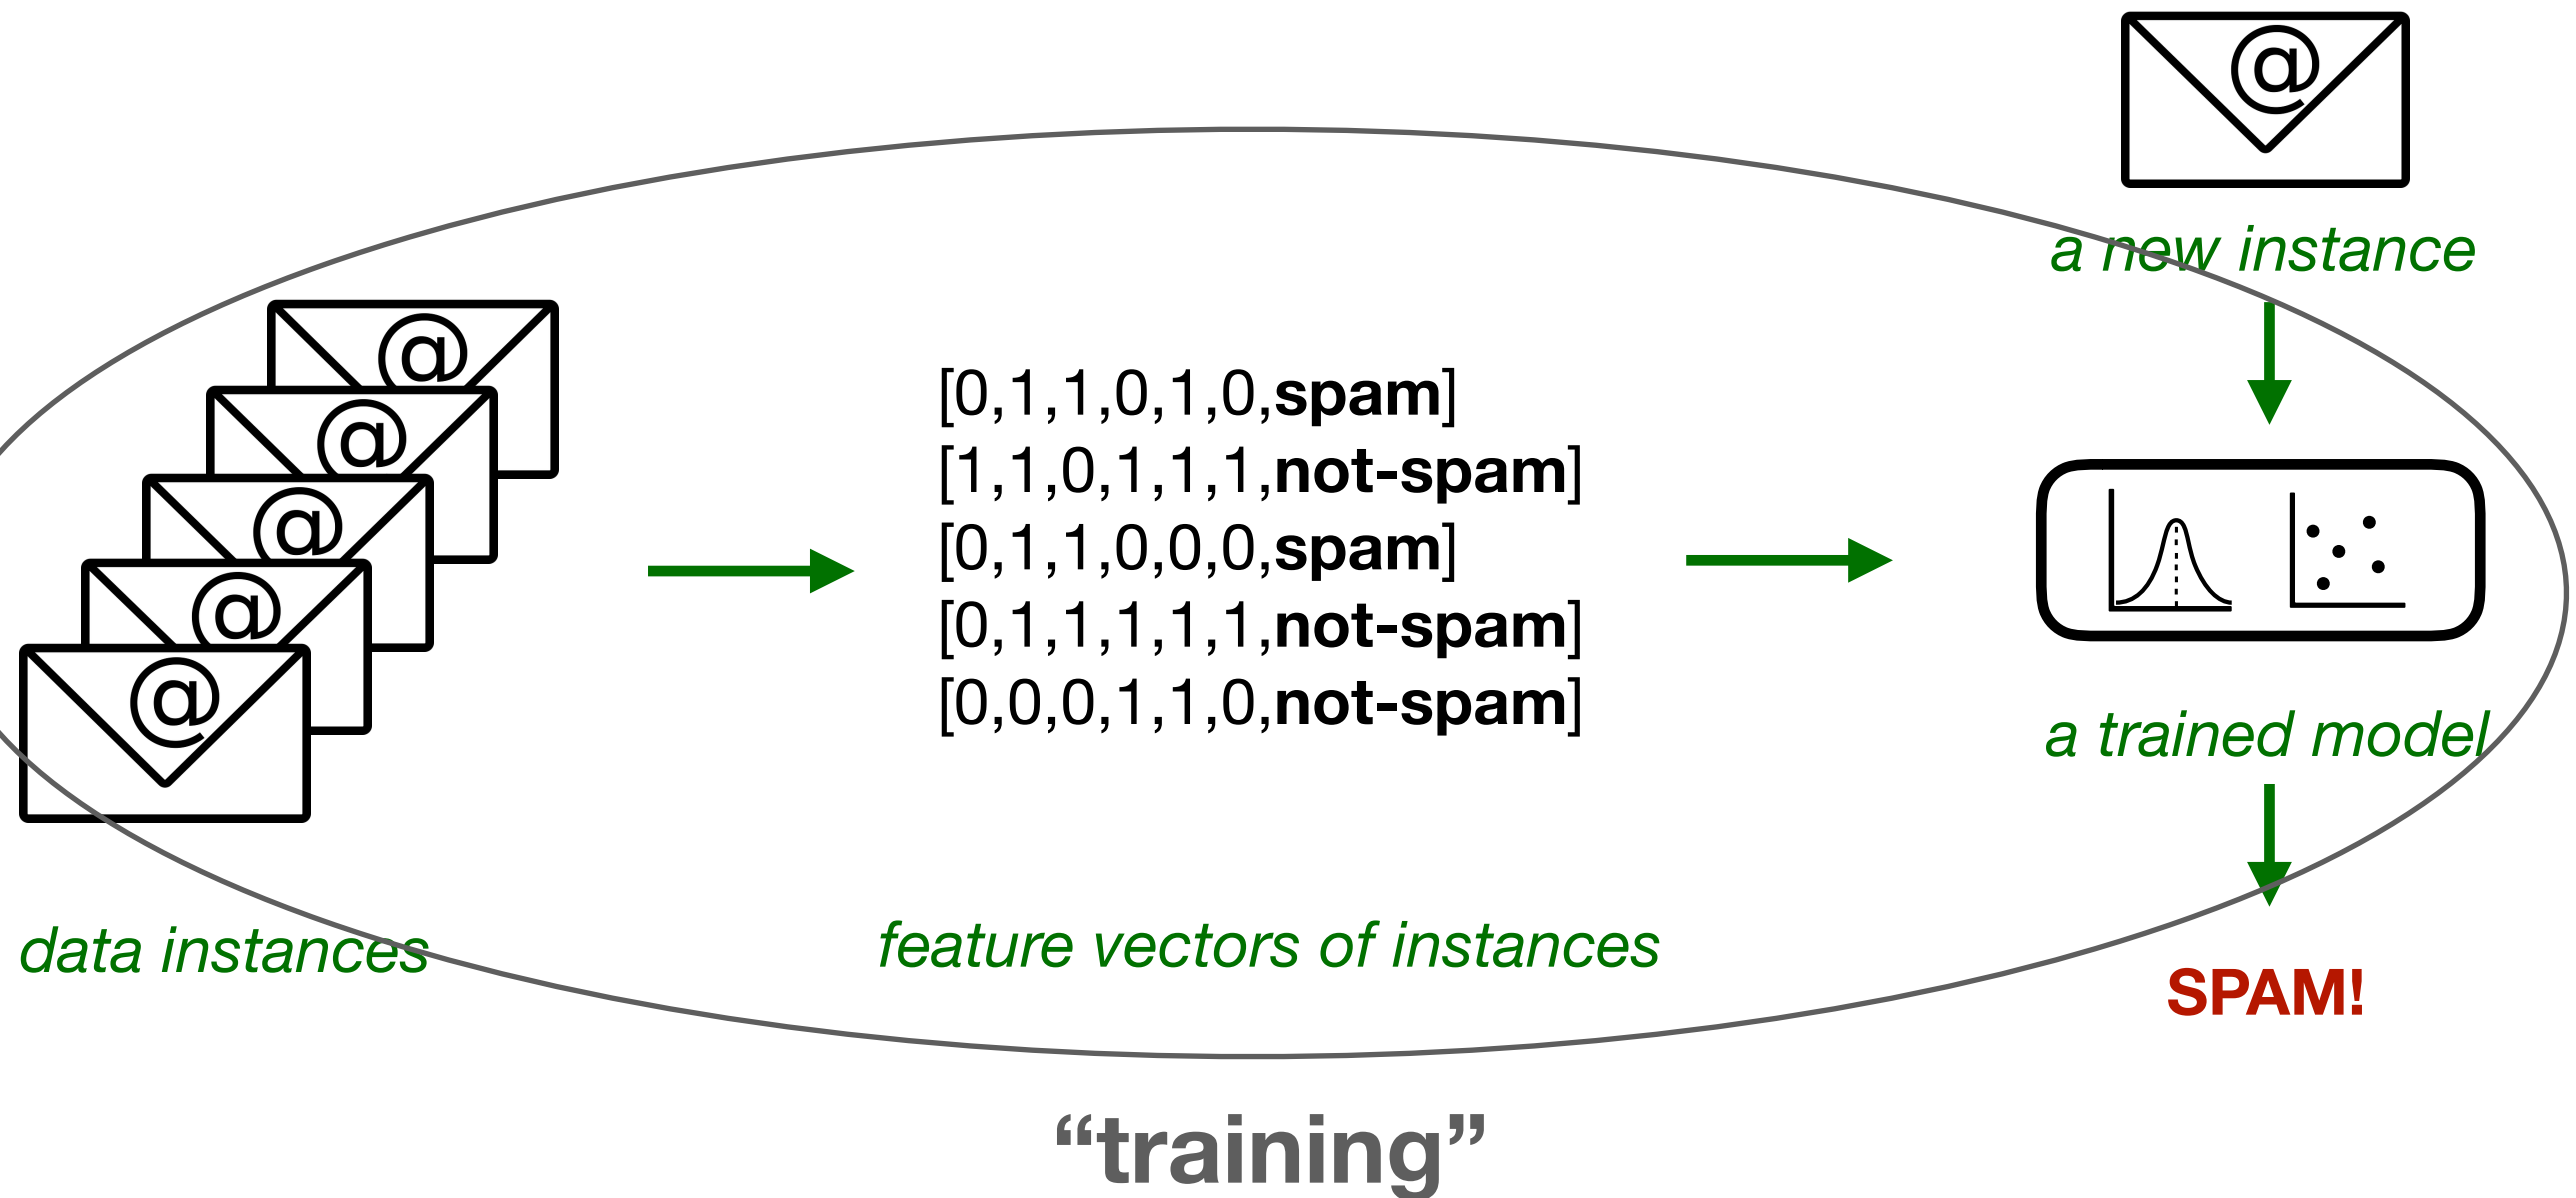 @
a new instance
@
@
@
@
@
[0,1,1,0,1,0,spam]
[1,1,0,1,1,1,not-spam]
[0,1,1,0,0,0,spam]
[0,1,1,1,1,1,not-spam]
[0,0,0,1,1,0,not-spam]
a trained model
data instances
feature vectors of instances
SPAM!
“training”